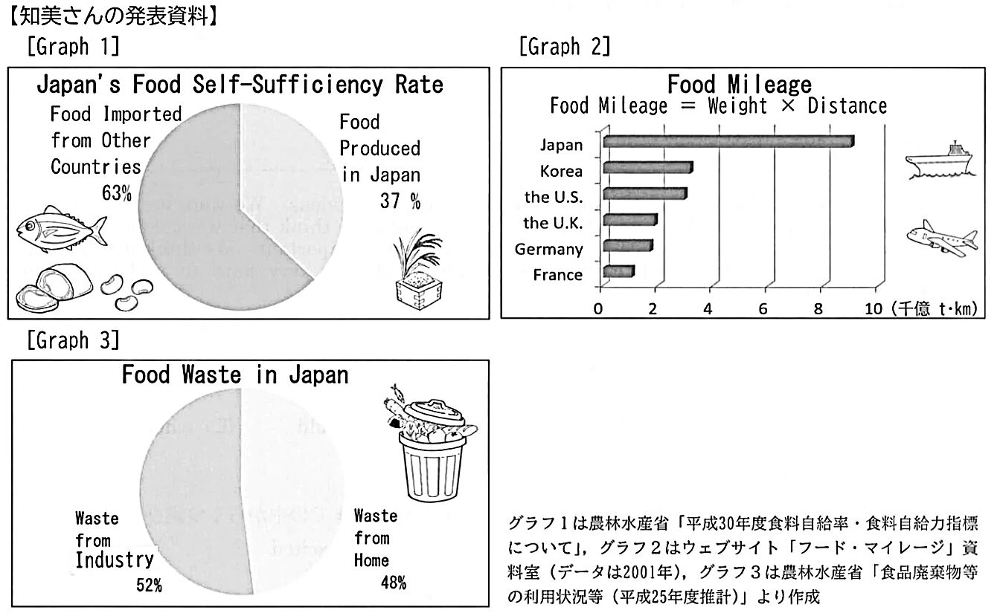 【知美さんの発表資料】
[Graph 1]
Japan's Food Self-Sufficiency Rate
Food Imported
from Other
Countries
63%
Food
Produced
in Japan
37 %
[Graph 2]
Food Mileage
Food Mileage = Weight × Distance
Japan
Korea
the U.S.
the U.K.
Germany
France
0 2 4 6 8 10 (千億 t·km)
[Graph 3]
Food Waste in Japan
Waste
from
Industry
52%
Waste
from
Home
48%
グラフ1は農林水産省「平成30年度食料自給率・食料自給力指標
について」，グラフ2はウェブサイト「フード・マイレージ」資
料室（データは2001年），グラフ3は農林水産省「食品廃棄物等
の利用状況等（平成25年度推計）」より作成